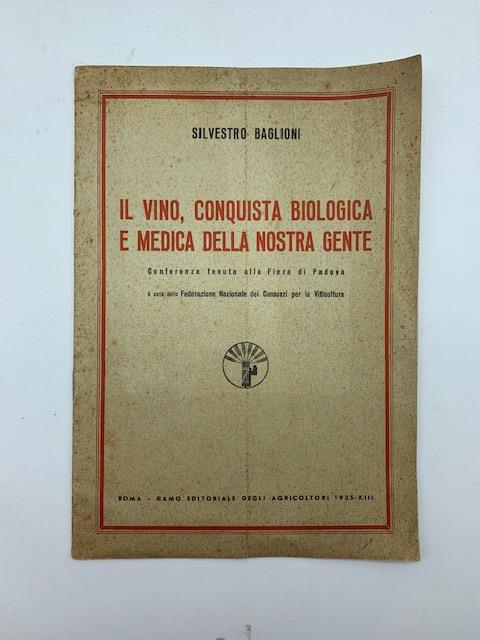 SILVESTRO BAGLIONI
IL VINO, CONQUISTA BIOLOGICA
E MEDICA DELLA NOSTRA GENTE
Conferenza tenuta alla Fiera di Padova
A cura della Federazione Nazionale dei Consorzi per la Viticoltura
ROMA - RAMO EDITORIALE DEGLI AGRICOLTORI 1935-XIII